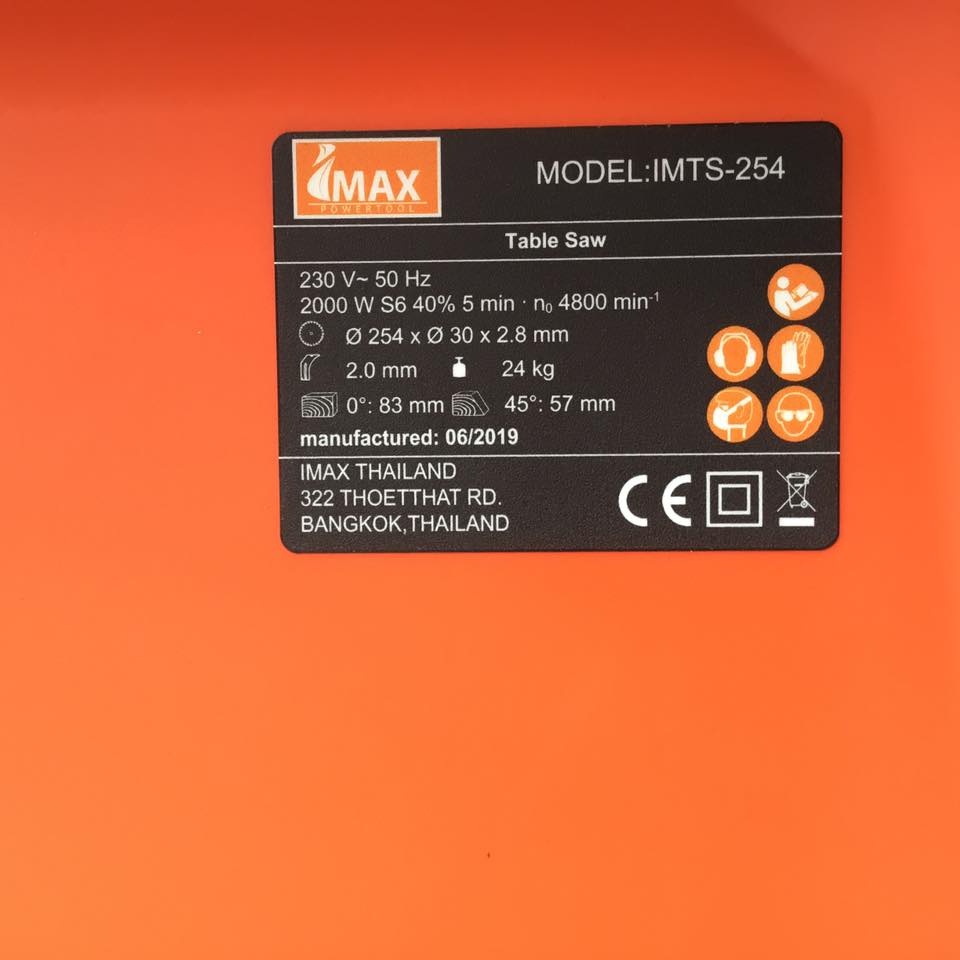 IMAX
POWERTOOL
MODEL:IMTS-254
Table Saw
230 V~ 50 Hz
2000 W S6 40% 5 min · n₀ 4800 min⁻¹
Ø 254 x Ø 30 x 2.8 mm
2.0 mm 24 kg
0°: 83 mm 45°: 57 mm
manufactured: 06/2019
IMAX THAILAND
322 THOETTHAT RD.
BANGKOK,THAILAND
CE